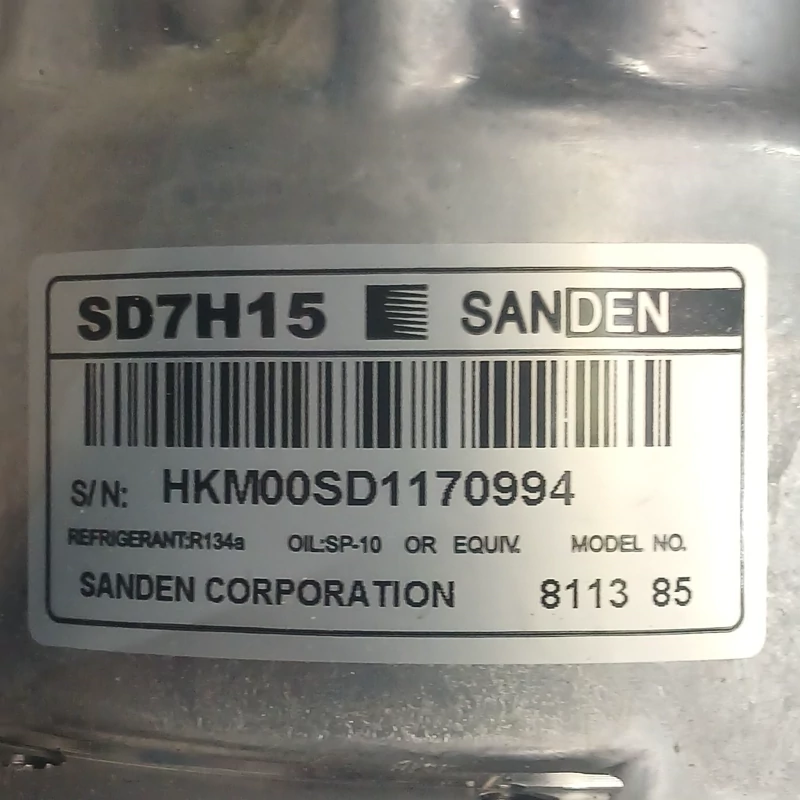 SD7H15 SANDEN
S/N: HKM00SD1170994
REFRIGERANT:R134a OIL:SP-10 OR EQUIV. MODEL NO.
SANDEN CORPORATION 8113 85